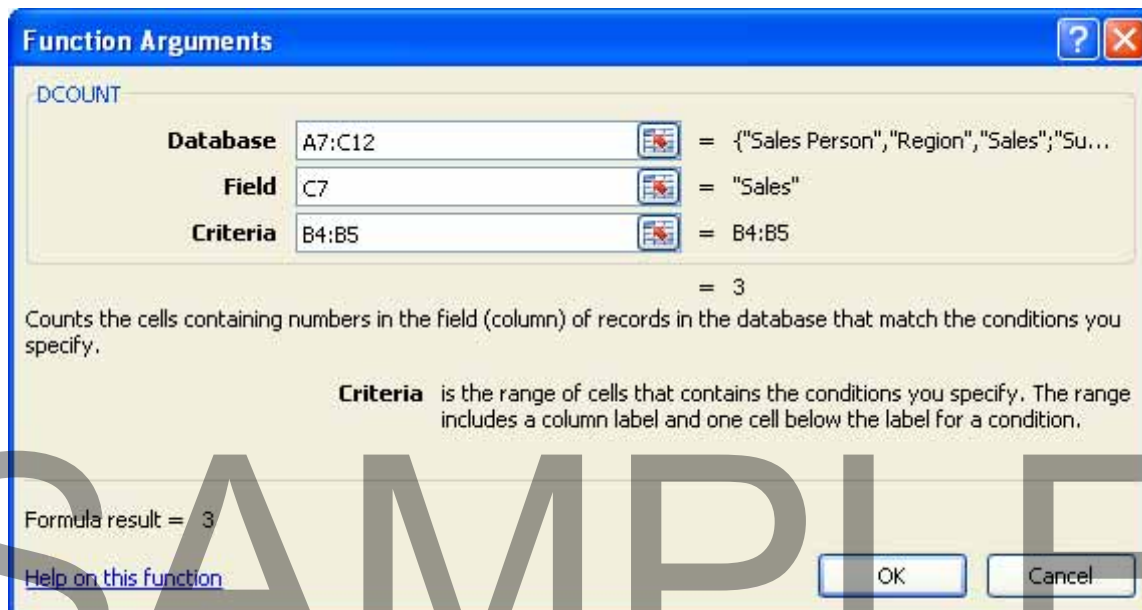 Function Arguments
DCOUNT
Database A7:C12 = {"Sales Person","Region","Sales";"Su...
Field C7 = "Sales"
Criteria B4:B5 = B4:B5
= 3
Counts the cells containing numbers in the field (column) of records in the database that match the conditions you
specify.
Criteria is the range of cells that contains the conditions you specify. The range
includes a column label and one cell below the label for a condition.
Formula result = 3
Help on this function OK Cancel
SAMPLE